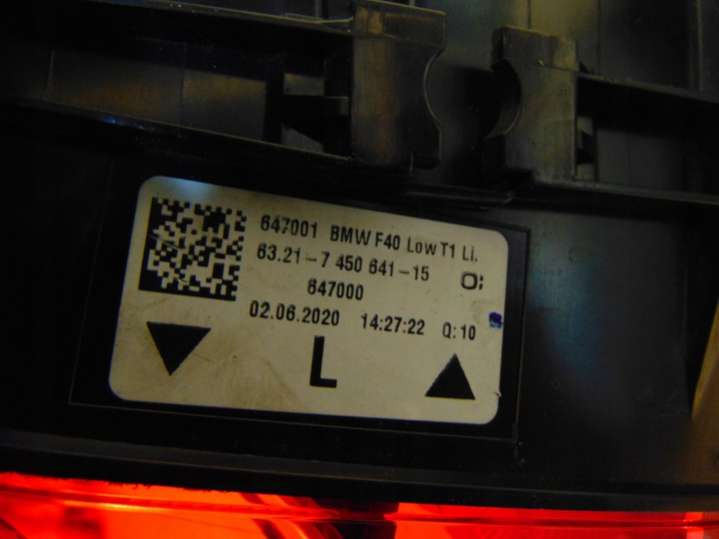 647001 BMW F40 Low T1 Li.
63.21-7 450 641-15
647000
02.06.2020 14:27:22 Q:10
L